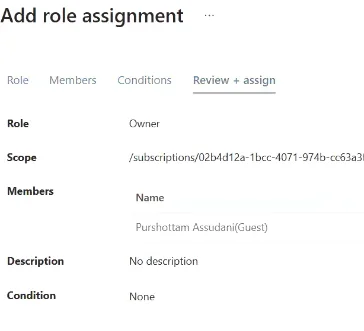 Add role assignment ...
Role Members Conditions Review + assign
Role Owner
Scope /subscriptions/02b4d12a-1bcc-4071-974b-cc63a3f
Members
Name
Purshottam Assudani(Guest)
Description No description
Condition None